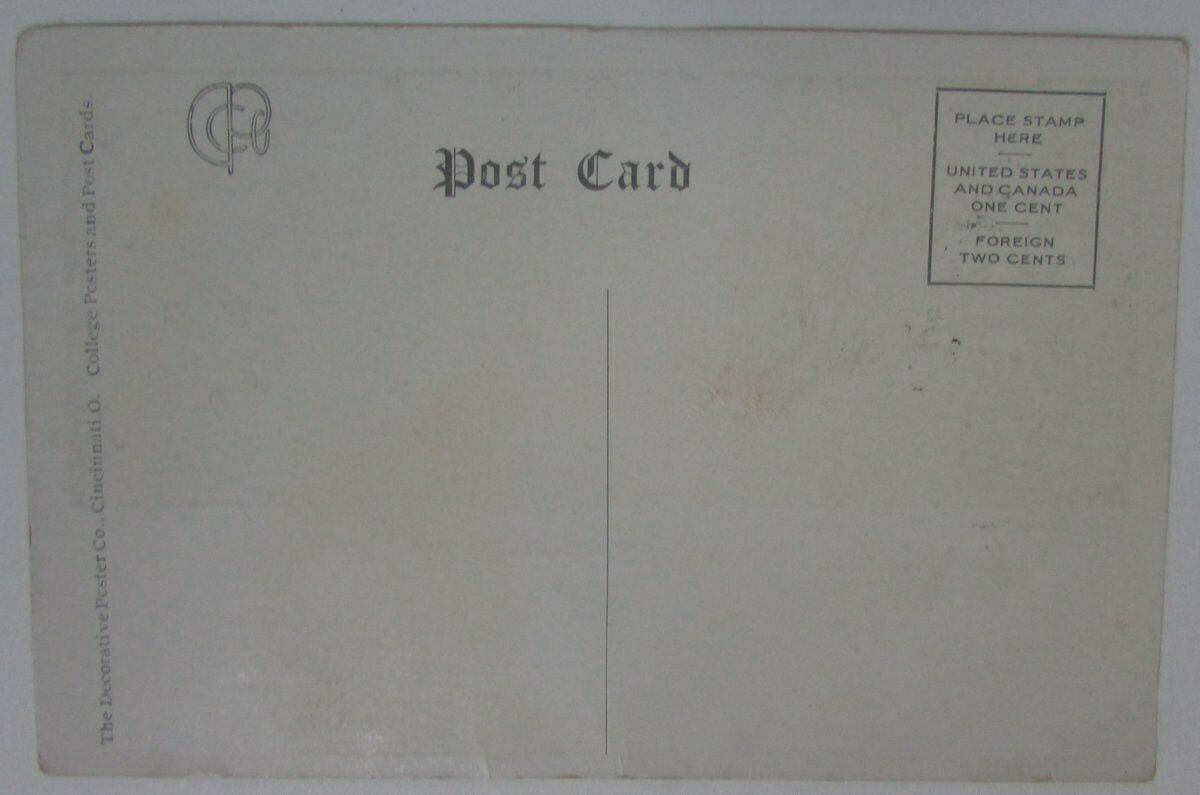 The Decorative Poster Co., Cincinnati. O. College Posters and Post Cards.
Post Card
PLACE STAMP
HERE
UNITED STATES
AND CANADA
ONE CENT
FOREIGN
TWO CENTS